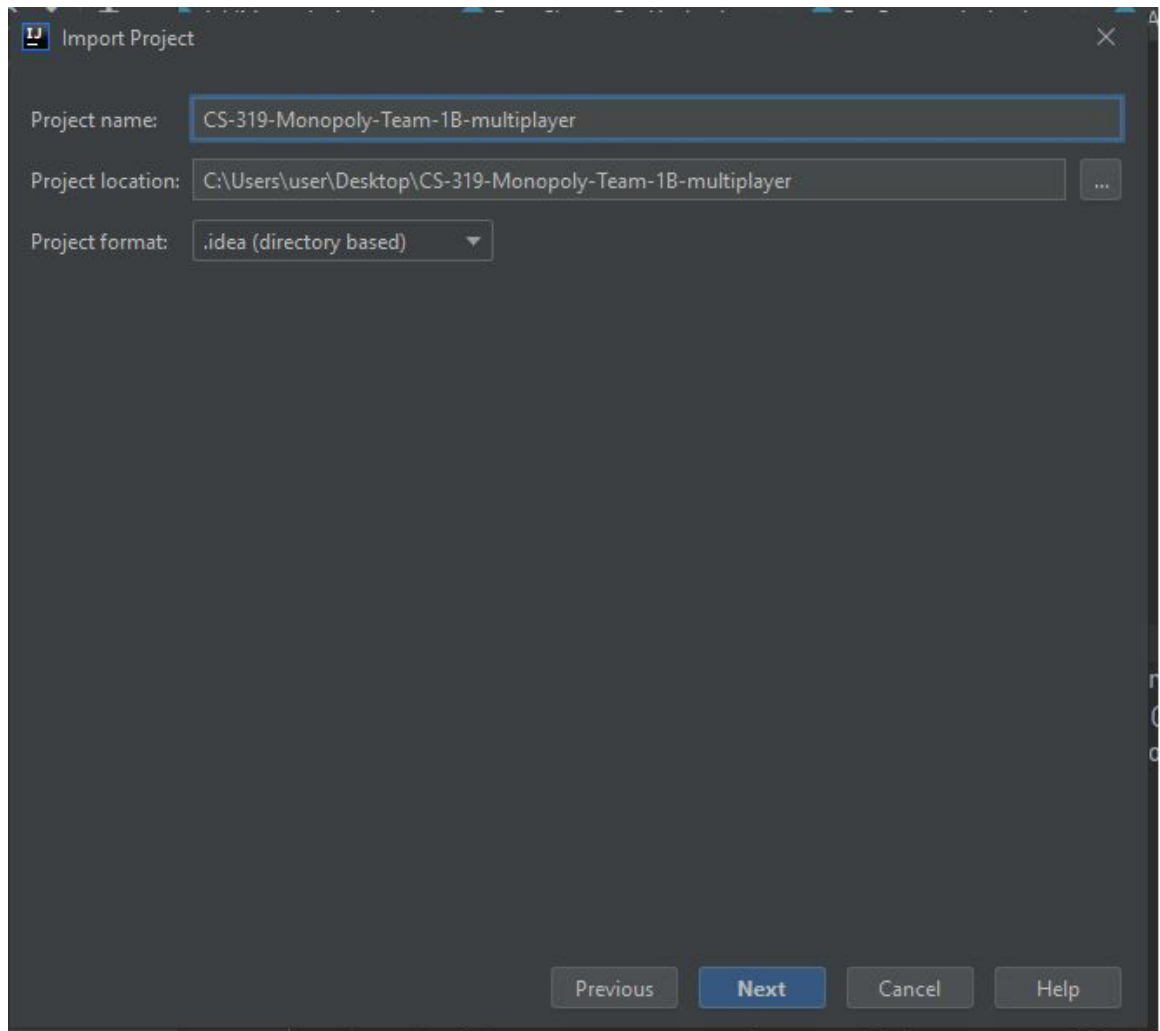 IJ Import Project
Project name: CS-319-Monopoly-Team-1B-multiplayer
Project location: C:\Users\user\Desktop\CS-319-Monopoly-Team-1B-multiplayer ...
Project format: .idea (directory based)
Previous Next Cancel Help